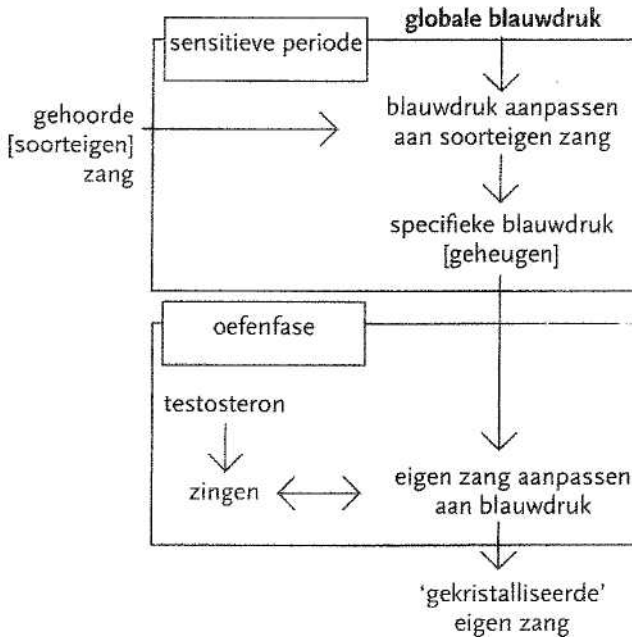 globale blauwdruk
sensitieve periode
gehoorde
[soorteigen]
zang
blauwdruk aanpassen
aan soorteigen zang
specifieke blauwdruk
[geheugen]
oefenfase
testosteron
zingen
eigen zang aanpassen
aan blauwdruk
'gekristalliseerde'
eigen zang